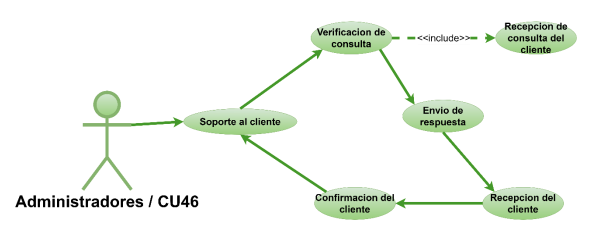 Verificacion de
consulta
<<include>>
Recepcion de
consulta del
cliente
Soporte al cliente
Envio de
respuesta
Administradores / CU46
Confirmacion del
cliente
Recepcion del
cliente